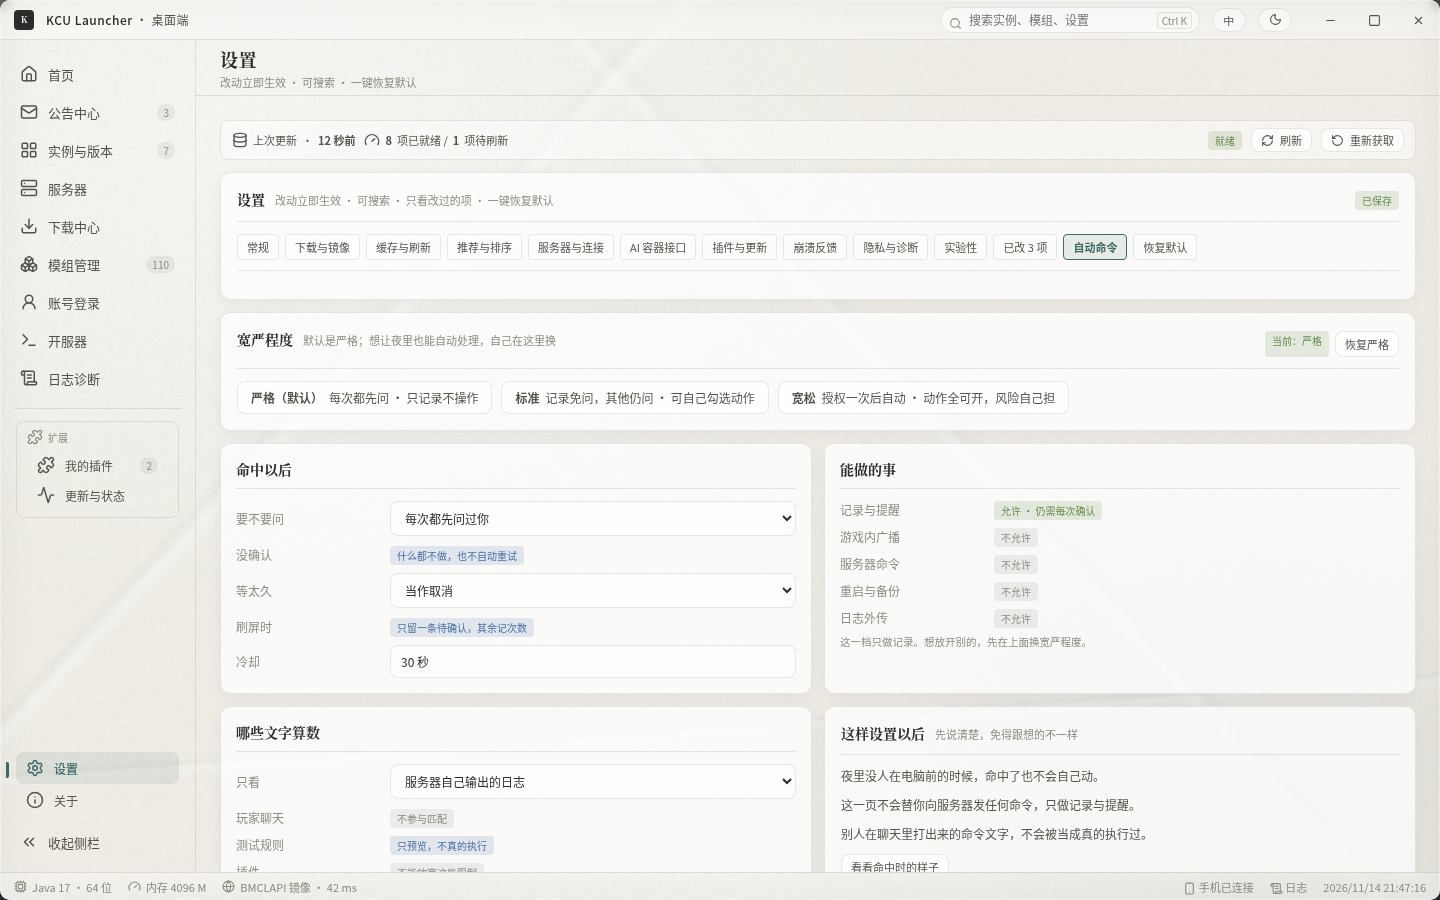 K KCU Launcher • 桌面端
搜索实例、模组、设置 Ctrl K 中
首页
公告中心 3
实例与版本 7
服务器
下载中心
模组管理 110
账号登录
开服器
日志诊断
扩展
我的插件 2
更新与状态
设置
关于
收起侧栏
设置
改动立即生效 • 可搜索 • 一键恢复默认
上次更新 • 12 秒前 8 项已就绪 / 1 项待刷新 就绪 刷新 重新获取
设置 改动立即生效 • 可搜索 • 只看改过的项 • 一键恢复默认 已保存
常规 下载与镜像 缓存与刷新 推荐与排序 服务器与连接 AI 容器接口 插件与更新 崩溃反馈 隐私与诊断 实验性 已改 3 项 自动命令 恢复默认
宽严程度 默认是严格；想让夜里也能自动处理，自己在这里换 当前：严格 恢复严格
严格（默认） 每次都先问 • 只记录不操作 标准 记录免问，其他仍问 • 可自己勾选动作 宽松 授权一次后自动 • 动作全可开，风险自己担
命中以后
要不要问 每次都先问过你
没确认 什么都不做，也不自动重试
等太久 当作取消
刷屏时 只留一条待确认，其余记次数
冷却 30 秒
能做的事
记录与提醒 允许 • 仍需每次确认
游戏内广播 不允许
服务器命令 不允许
重启与备份 不允许
日志外传 不允许
这一档只做记录。想放开别的，先在上面换宽严程度。
哪些文字算数
只看 服务器自己输出的日志
玩家聊天 不参与匹配
测试规则 只预览，不真的执行
插件 不能放宽这些限制
这样设置以后 先说清楚，免得跟想的不一样
夜里没人在电脑前的时候，命中了也不会自己动。
这一页不会替你向服务器发任何命令，只做记录与提醒。
别人在聊天里打出来的命令文字，不会被当成真的执行过。
看看命中时的样子
Java 17 • 64 位 内存 4096 M BMCLAPI 镜像 • 42 ms 手机已连接 日志 2026/11/14 21:47:16